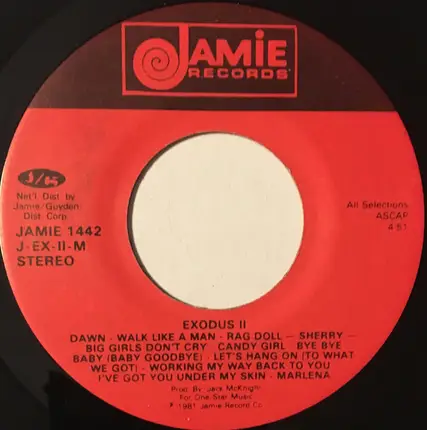 JAMIE
RECORDS
J/G5
Nat'l Dist by
Jamie/Guyden
Dist. Corp.
JAMIE 1442
J-EX-II-M
STEREO
All Selections
ASCAP
4:51
EXODUS II
DAWN - WALK LIKE A MAN - RAG DOLL - SHERRY -
BIG GIRLS DON'T CRY CANDY GIRL BYE BYE
BABY (BABY GOODBYE) - LET'S HANG ON (TO WHAT
WE GOT) - WORKING MY WAY BACK TO YOU
I'VE GOT YOU UNDER MY SKIN - MARLENA
Prod. By Jack McKnight
For One Star Music
℗ 1981 Jamie Record Co.